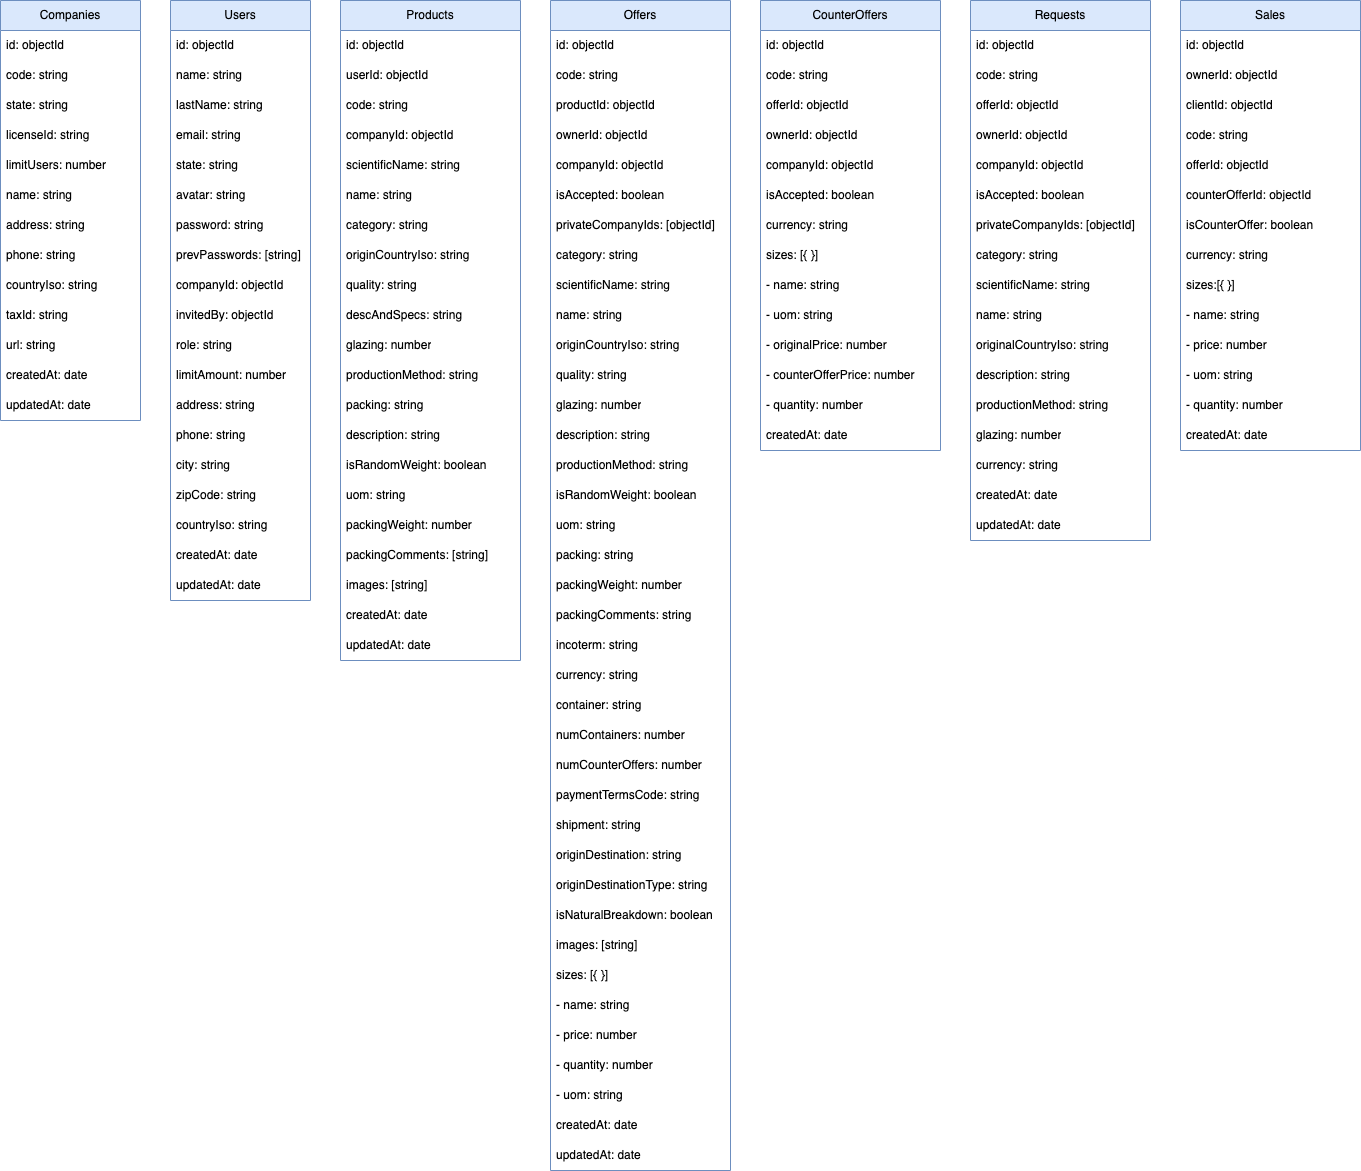 Companies
id: objectId
code: string
state: string
licenseId: string
limitUsers: number
name: string
address: string
phone: string
countryIso: string
taxId: string
url: string
createdAt: date
updatedAt: date
Users
id: objectId
name: string
lastName: string
email: string
state: string
avatar: string
password: string
prevPasswords: [string]
companyId: objectId
invitedBy: objectId
role: string
limitAmount: number
address: string
phone: string
city: string
zipCode: string
countryIso: string
createdAt: date
updatedAt: date
Products
id: objectId
userId: objectId
code: string
companyId: objectId
scientificName: string
name: string
category: string
originCountryIso: string
quality: string
descAndSpecs: string
glazing: number
productionMethod: string
packing: string
description: string
isRandomWeight: boolean
uom: string
packingWeight: number
packingComments: [string]
images: [string]
createdAt: date
updatedAt: date
Offers
id: objectId
code: string
productId: objectId
ownerId: objectId
companyId: objectId
isAccepted: boolean
privateCompanyIds: [objectId]
category: string
scientificName: string
name: string
originCountryIso: string
quality: string
glazing: number
description: string
productionMethod: string
isRandomWeight: boolean
uom: string
packing: string
packingWeight: number
packingComments: string
incoterm: string
currency: string
container: string
numContainers: number
numCounterOffers: number
paymentTermsCode: string
shipment: string
originDestination: string
originDestinationType: string
isNaturalBreakdown: boolean
images: [string]
sizes: [{ }]
- name: string
- price: number
- quantity: number
- uom: string
createdAt: date
updatedAt: date
CounterOffers
id: objectId
code: string
offerId: objectId
ownerId: objectId
companyId: objectId
isAccepted: boolean
currency: string
sizes: [{ }]
- name: string
- uom: string
- originalPrice: number
- counterOfferPrice: number
- quantity: number
createdAt: date
Requests
id: objectId
code: string
offerId: objectId
ownerId: objectId
companyId: objectId
isAccepted: boolean
privateCompanyIds: [objectId]
category: string
scientificName: string
name: string
originalCountryIso: string
description: string
productionMethod: string
glazing: number
currency: string
createdAt: date
updatedAt: date
Sales
id: objectId
ownerId: objectId
clientId: objectId
code: string
offerId: objectId
counterOfferId: objectId
isCounterOffer: boolean
currency: string
sizes:[{ }]
- name: string
- price: number
- uom: string
- quantity: number
createdAt: date